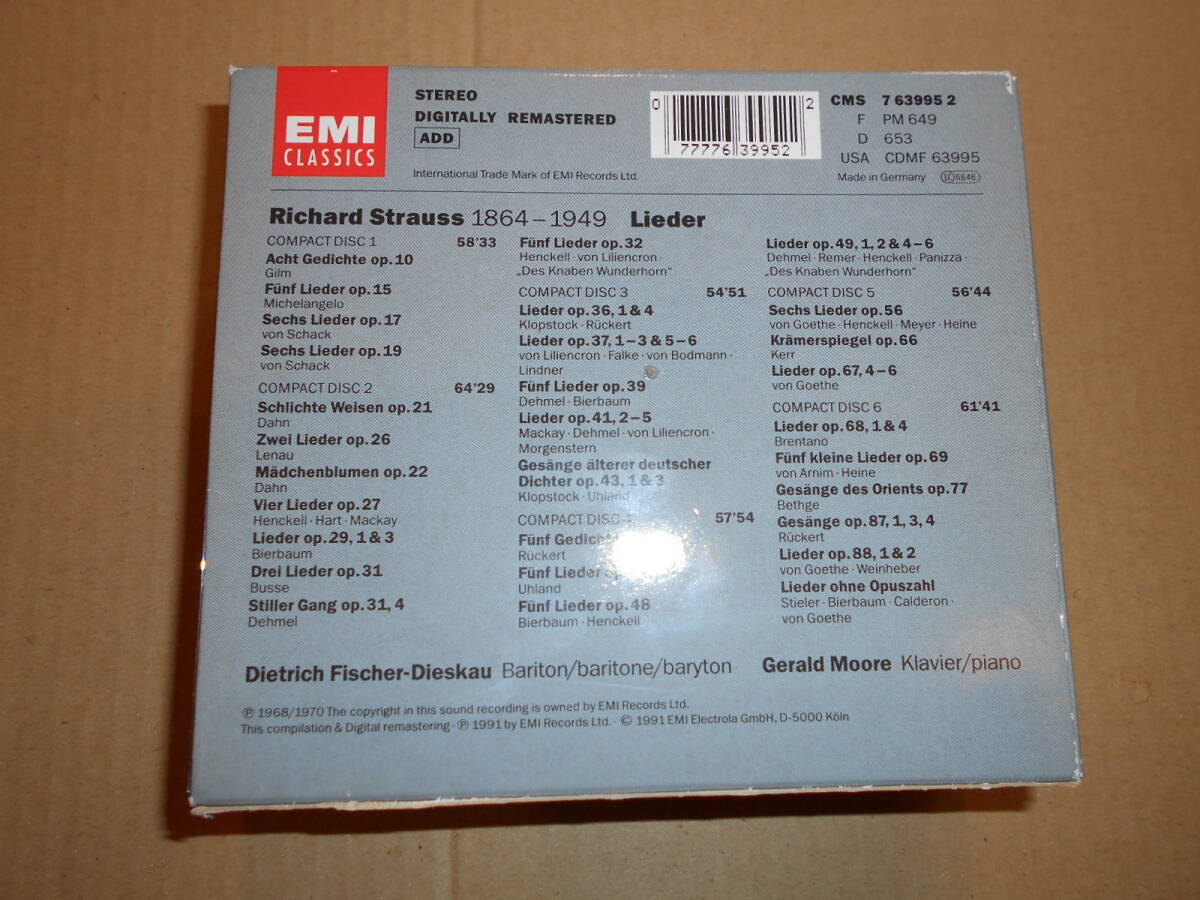 EMI
CLASSICS
STEREO
DIGITALLY REMASTERED
ADD
International Trade Mark of EMI Records Ltd.
0 77776 39952 2
CMS 7 63995 2
F PM 649
D 653
USA CDMF 63995
Made in Germany
Richard Strauss 1864–1949 Lieder
COMPACT DISC 1 58'33
Acht Gedichte op.10
Gilm
Fünf Lieder op.15
Michelangelo
Sechs Lieder op.17
von Schack
Sechs Lieder op.19
von Schack
COMPACT DISC 2 64'29
Schlichte Weisen op.21
Dahn
Zwei Lieder op.26
Lenau
Mädchenblumen op.22
Dahn
Vier Lieder op.27
Henckell · Hart · Mackay
Lieder op.29, 1 & 3
Bierbaum
Drei Lieder op.31
Busse
Stiller Gang op.31, 4
Dehmel
Fünf Lieder op.32
Henckell · von Liliencron ·
„Des Knaben Wunderhorn“
COMPACT DISC 3 54'51
Lieder op.36, 1 & 4
Klopstock · Rückert
Lieder op.37, 1–3 & 5–6
von Liliencron · Falke · von Bodmann ·
Lindner
Fünf Lieder op.39
Dehmel · Bierbaum
Lieder op.41, 2–5
Mackay · Dehmel · von Liliencron ·
Morgenstern
Gesänge älterer deutscher
Dichter op.43, 1 & 3
Klopstock · Uhland
COMPACT DISC 57'54
Fünf
Rückert
Fünf Lieder
Uhland
Fünf Lieder op.48
Bierbaum · Henckell
Lieder op.49, 1, 2 & 4–6
Dehmel · Remer · Henckell · Panizza ·
„Des Knaben Wunderhorn“
COMPACT DISC 5 56'44
Sechs Lieder op.56
von Goethe · Henckell · Meyer · Heine
Krämerspiegel op.66
Kerr
Lieder op.67, 4–6
von Goethe
COMPACT DISC 6 61'41
Lieder op.68, 1 & 4
Brentano
Fünf kleine Lieder op.69
von Arnim · Heine
Gesänge des Orients op.77
Bethge
Gesänge op.87, 1, 3, 4
Rückert
Lieder op.88, 1 & 2
von Goethe · Weinheber
Lieder ohne Opuszahl
Stieler · Bierbaum · Calderon ·
von Goethe
Dietrich Fischer-Dieskau Bariton/baritone/baryton Gerald Moore Klavier/piano
℗ 1968/1970 The copyright in this sound recording is owned by EMI Records Ltd.
This compilation & Digital remastering · ℗ 1991 by EMI Records Ltd. · © 1991 EMI Electrola GmbH, D-5000 Köln